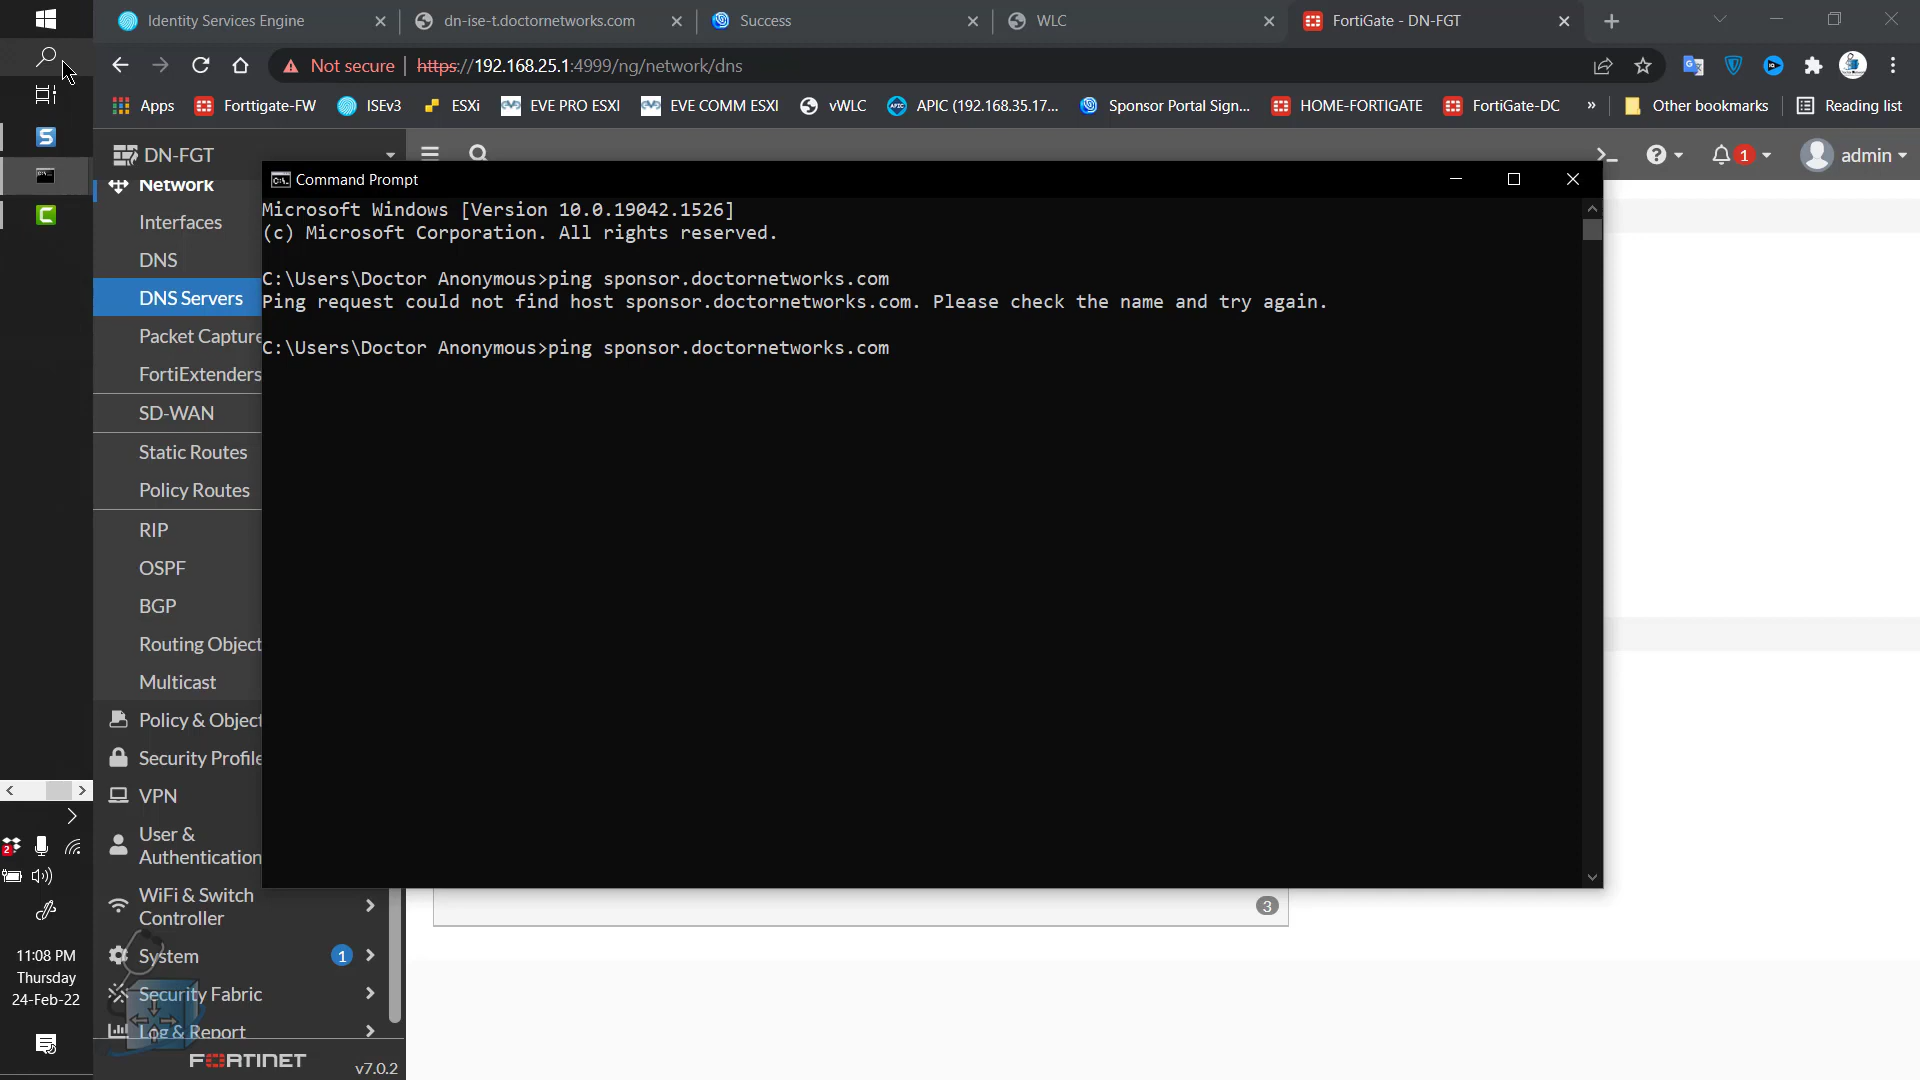 Identity Services Engine
dn-ise-t.doctornetworks.com
Success
WLC
FortiGate - DN-FGT
Not secure
https://192.168.25.1:4999/ng/network/dns
Apps
Forttigate-FW
ISEv3
ESXi
EVE PRO ESXI
EVE COMM ESXI
vWLC
APIC (192.168.35.17...
Sponsor Portal Sign...
HOME-FORTIGATE
FortiGate-DC
»
Other bookmarks
Reading list
DN-FGT
1
admin
Network
Interfaces
DNS
DNS Servers
Packet Capture
FortiExtenders
SD-WAN
Static Routes
Policy Routes
RIP
OSPF
BGP
Routing Object
Multicast
Policy & Object
Security Profile
VPN
User &
Authentication
WiFi & Switch
Controller
System
1
Security Fabric
Log & Report
FORTINET
v7.0.2
Command Prompt
Microsoft Windows [Version 10.0.19042.1526]
(c) Microsoft Corporation. All rights reserved.
C:\Users\Doctor Anonymous>ping sponsor.doctornetworks.com
Ping request could not find host sponsor.doctornetworks.com. Please check the name and try again.
C:\Users\Doctor Anonymous>ping sponsor.doctornetworks.com
3
2
11:08 PM
Thursday
24-Feb-22